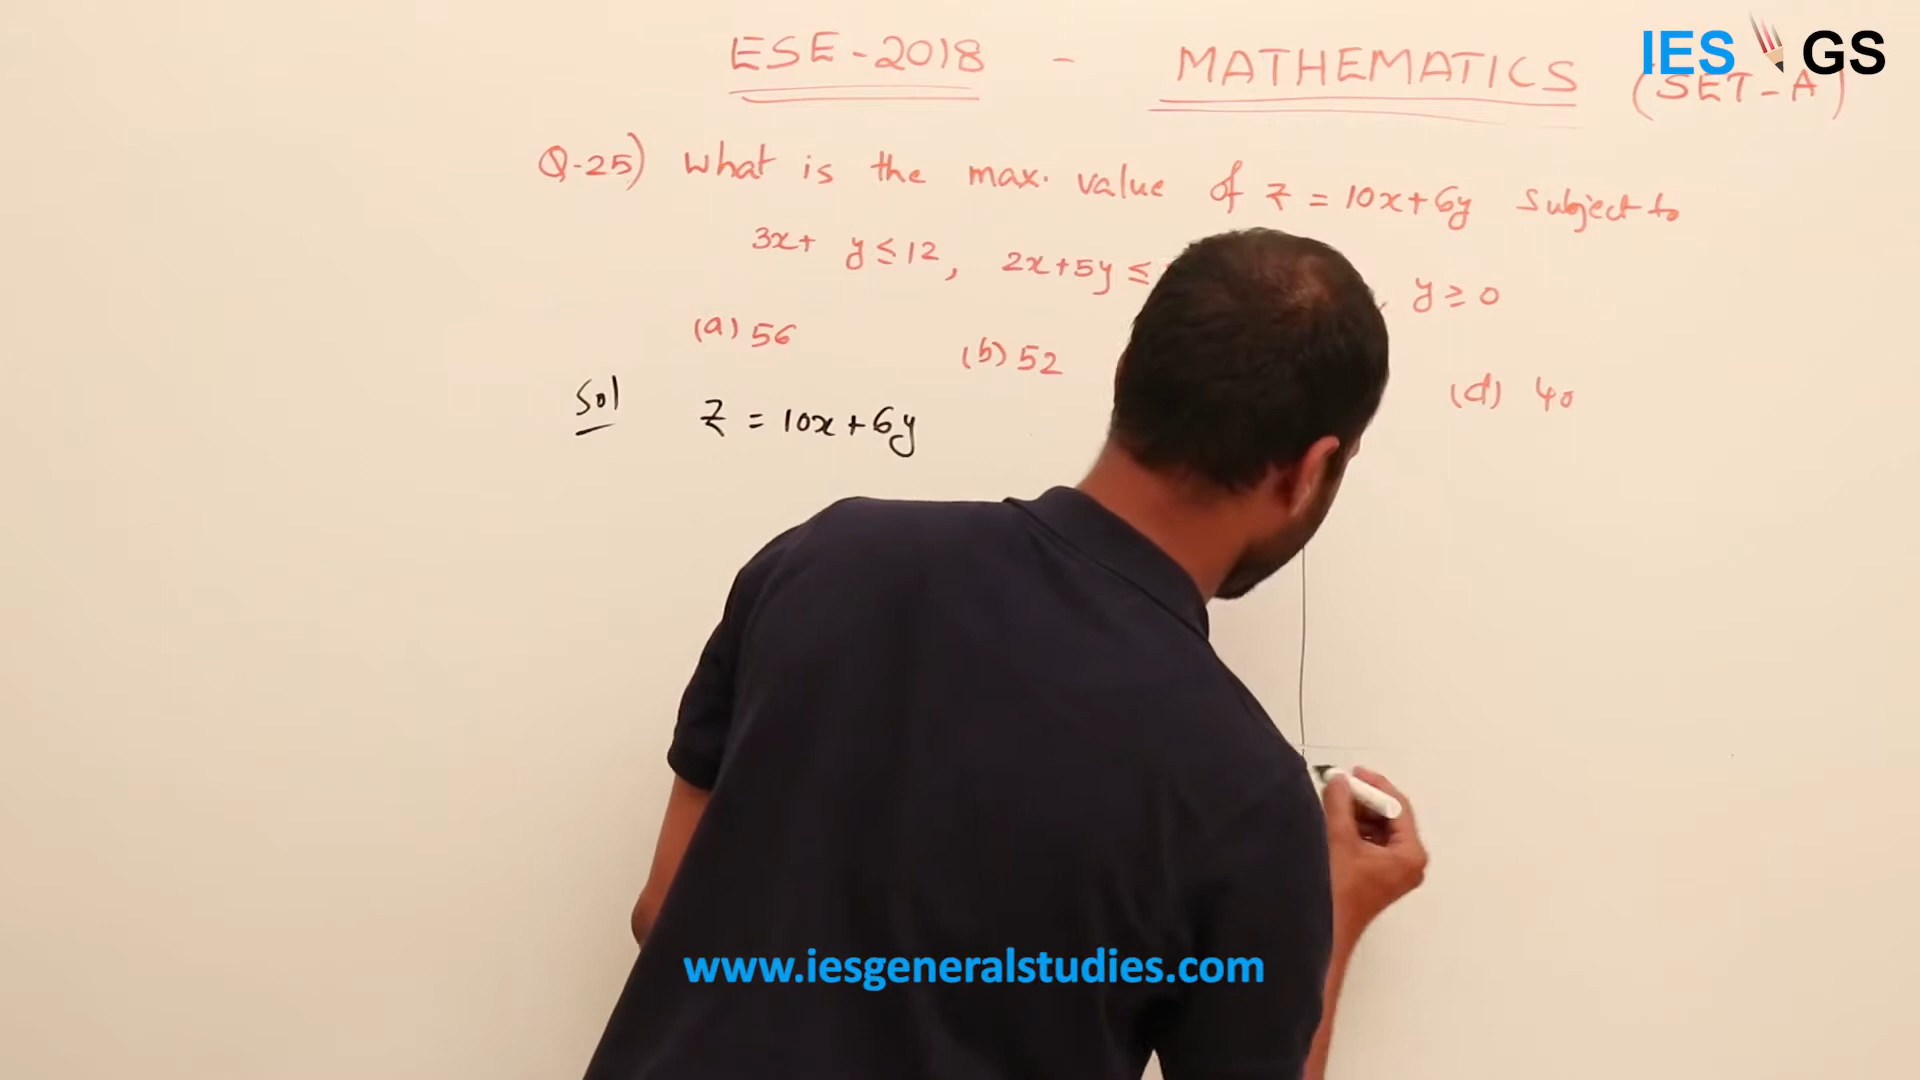 IES GS
ESE-2018 - MATHEMATICS (SET-A)
Q-25) What is the max. value of z = 10x+6y subject to
3x+ y ≤ 12, 2x+5y ≤ , y ≥ 0
(a) 56 (b) 52 (d) 40
Sol z = 10x+6y
www.iesgeneralstudies.com